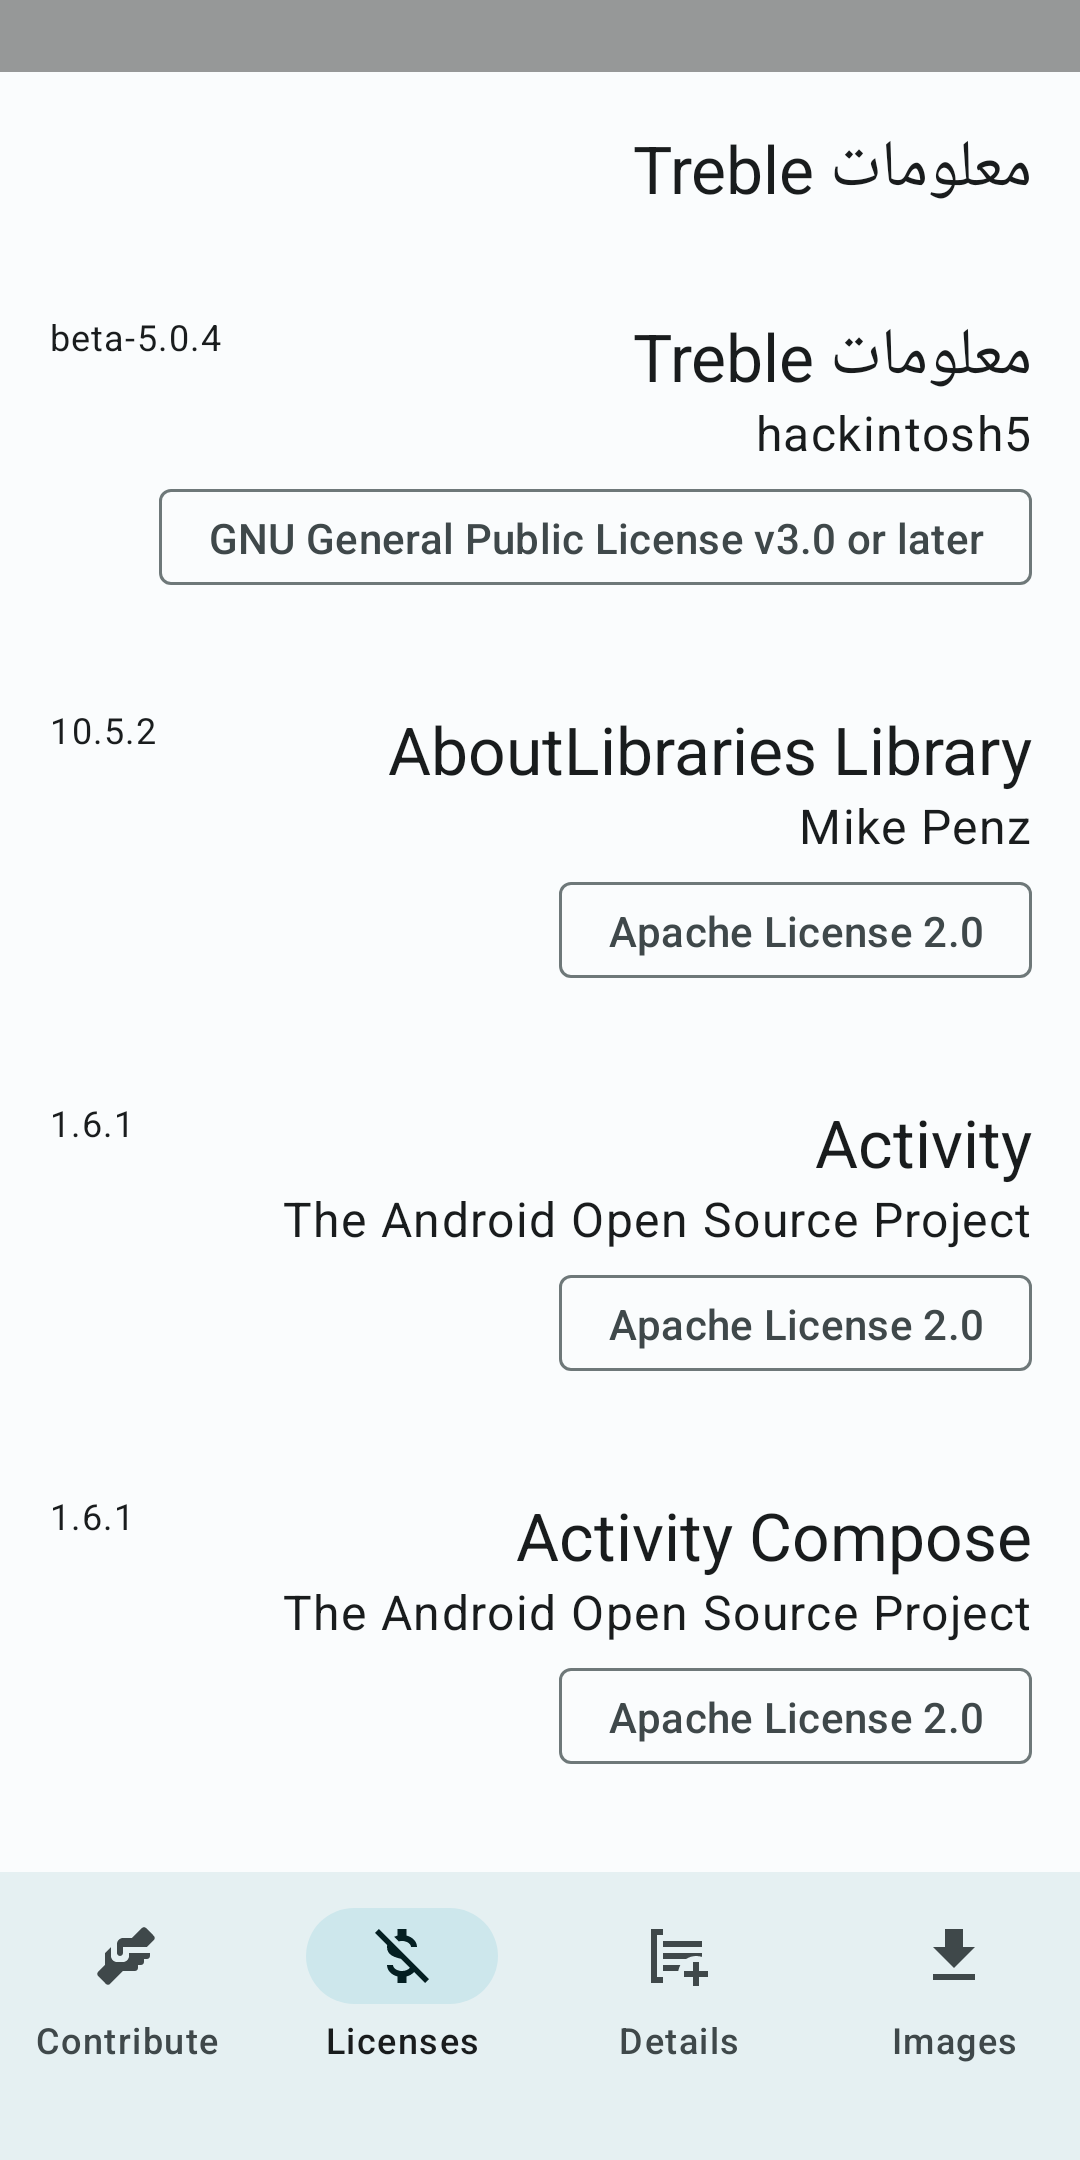 معلومات Treble
معلومات Treble
beta-5.0.4
hackintosh5
GNU General Public License v3.0 or later
AboutLibraries Library
10.5.2
Mike Penz
Apache License 2.0
Activity
1.6.1
The Android Open Source Project
Apache License 2.0
Activity Compose
1.6.1
The Android Open Source Project
Apache License 2.0
Contribute
Licenses
Details
Images